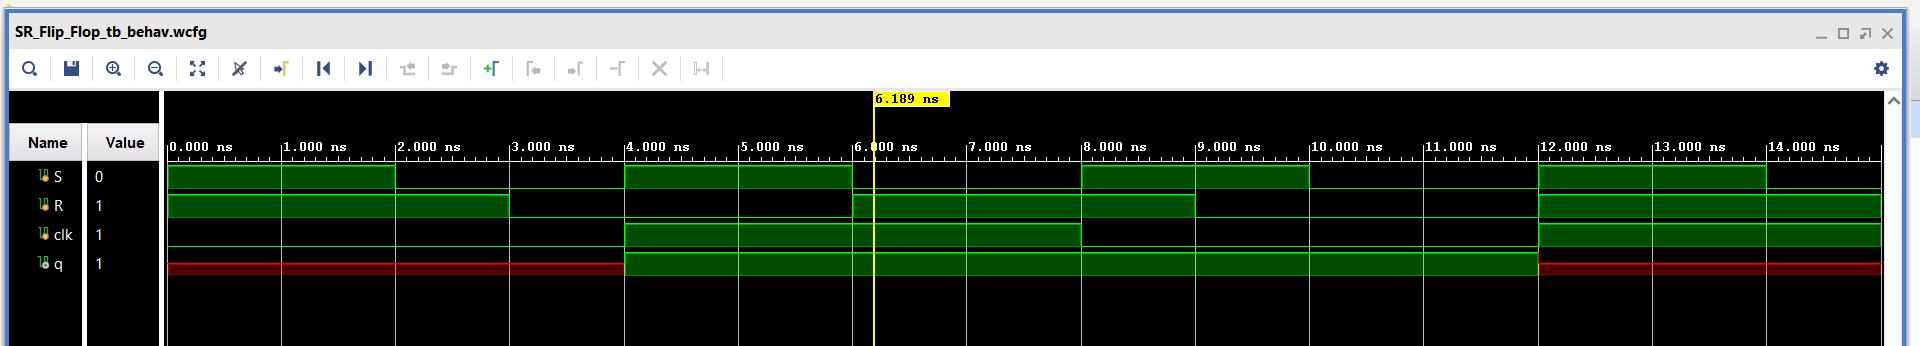 SR_Flip_Flop_tb_behav.wcfg
6.189 ns
Name Value
0.000 ns 1.000 ns 2.000 ns 3.000 ns 4.000 ns 5.000 ns 6.000 ns 7.000 ns 8.000 ns 9.000 ns 10.000 ns 11.000 ns 12.000 ns 13.000 ns 14.000 ns
S 0
R 1
clk 1
q 1